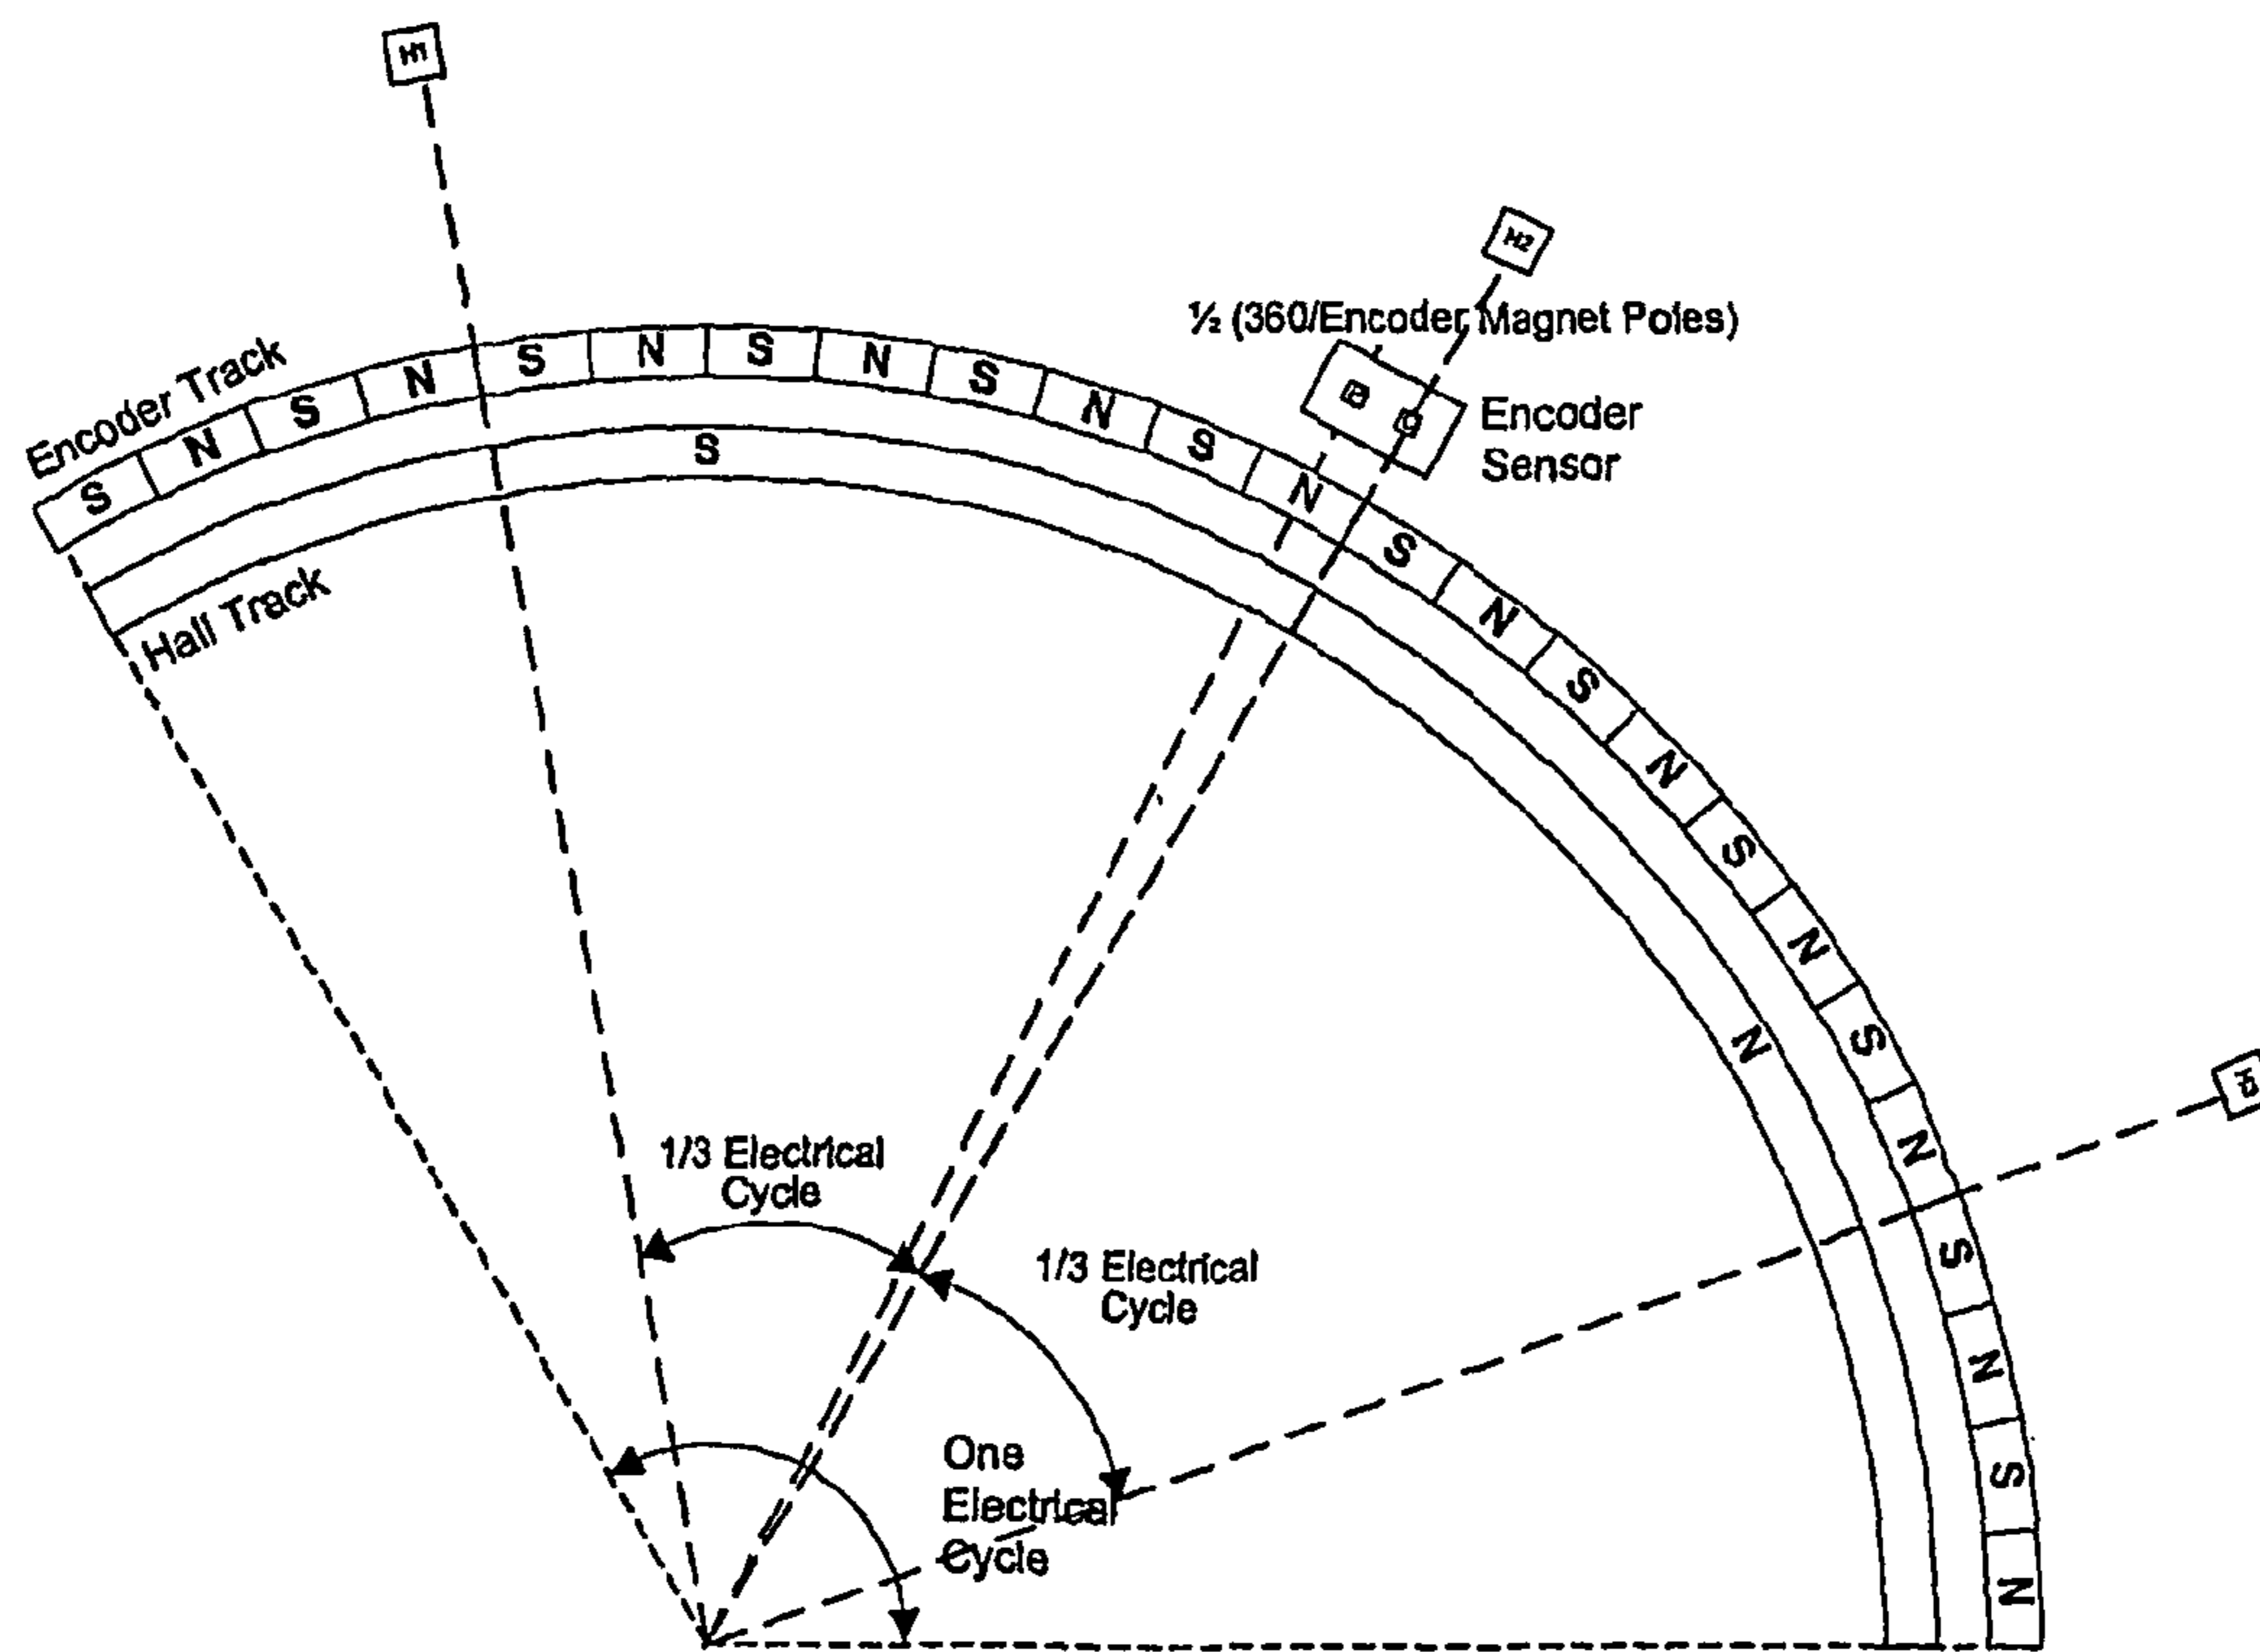 H1
H2
½ (360/Encoder Magnet Poles)
Encoder Track
Encoder
Sensor
S N S N S N S N S N S N S N S N S N S N S N S N
S
Hall Track
N
H3
1/3 Electrical
Cycle
1/3 Electrical
Cycle
One
Electrical
Cycle